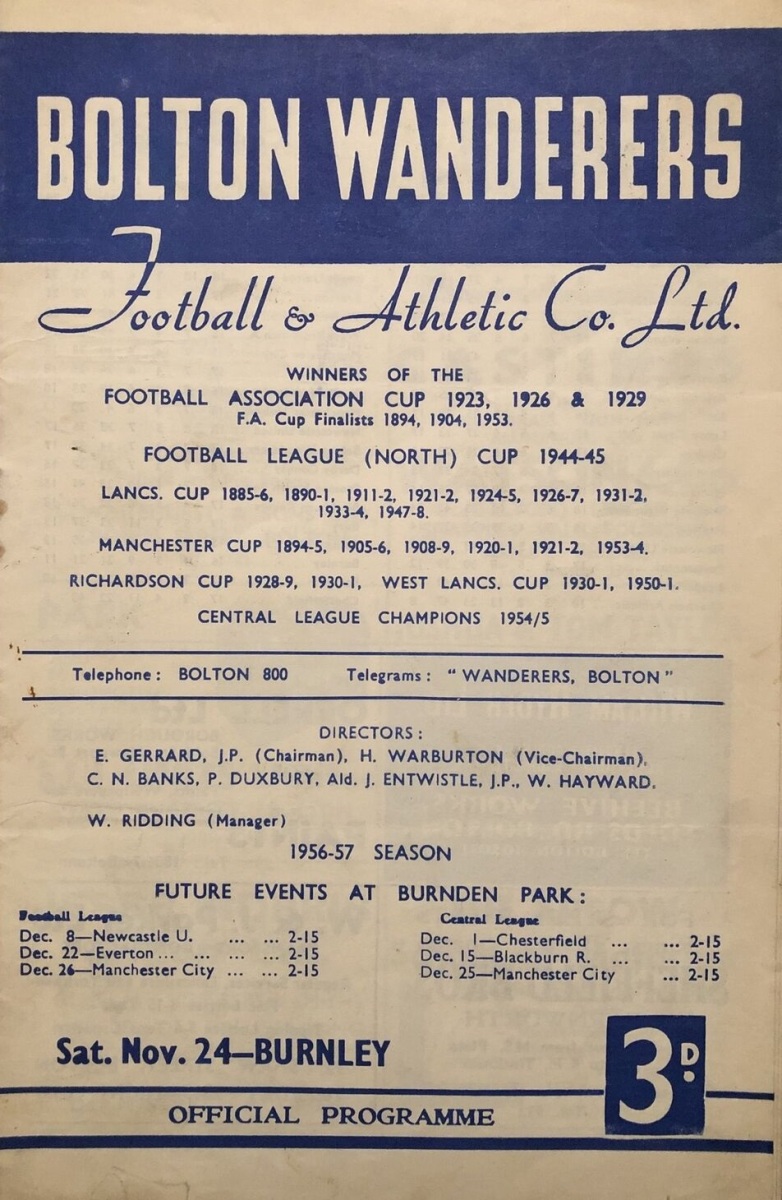 BOLTON WANDERERS
Football & Athletic Co. Ltd.
WINNERS OF THE
FOOTBALL ASSOCIATION CUP 1923, 1926 & 1929
F.A. Cup Finalists 1894, 1904, 1953.
FOOTBALL LEAGUE (NORTH) CUP 1944-45
LANCS. CUP 1885-6, 1890-1, 1911-2, 1921-2, 1924-5, 1926-7, 1931-2,
1933-4, 1947-8.
MANCHESTER CUP 1894-5, 1905-6, 1908-9, 1920-1, 1921-2, 1953-4.
RICHARDSON CUP 1928-9, 1930-1, WEST LANCS. CUP 1930-1, 1950-1.
CENTRAL LEAGUE CHAMPIONS 1954/5
Telephone: BOLTON 800 Telegrams: "WANDERERS, BOLTON"
DIRECTORS:
E. GERRARD, J.P. (Chairman), H. WARBURTON (Vice-Chairman),
C. N. BANKS, P. DUXBURY, Ald. J. ENTWISTLE, J.P., W. HAYWARD.
W. RIDDING (Manager)
1956-57 SEASON
FUTURE EVENTS AT BURNDEN PARK:
Football League
Dec. 8—Newcastle U. ... ... 2-15
Dec. 22—Everton ... ... ... ... 2-15
Dec. 26—Manchester City ... ... 2-15
Central League
Dec. 1—Chesterfield ... ... 2-15
Dec. 15—Blackburn R. ... ... 2-15
Dec. 25—Manchester City ... 2-15
Sat. Nov. 24—BURNLEY
3D.
OFFICIAL PROGRAMME